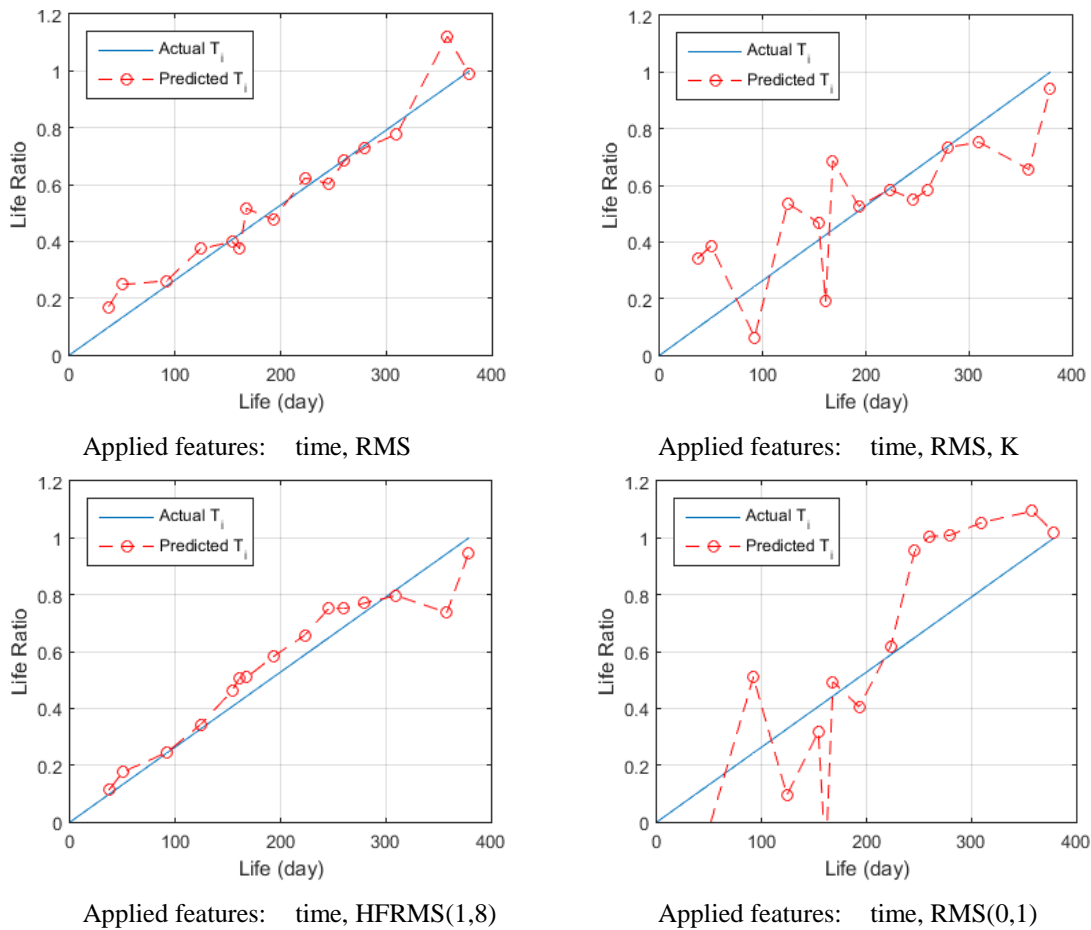 1.2
1
0.8
0.6
0.4
0.2
0
Life Ratio
Actual T_i
Predicted T_i
0 100 200 300 400
Life (day)
Applied features: time, RMS
1.2
1
0.8
0.6
0.4
0.2
0
Life Ratio
Actual T_i
Predicted T_i
0 100 200 300 400
Life (day)
Applied features: time, RMS, K
1.2
1
0.8
0.6
0.4
0.2
0
Life Ratio
Actual T_i
Predicted T_i
0 100 200 300 400
Life (day)
Applied features: time, HFRMS(1,8)
1.2
1
0.8
0.6
0.4
0.2
0
Life Ratio
Actual T_i
Predicted T_i
0 100 200 300 400
Life (day)
Applied features: time, RMS(0,1)